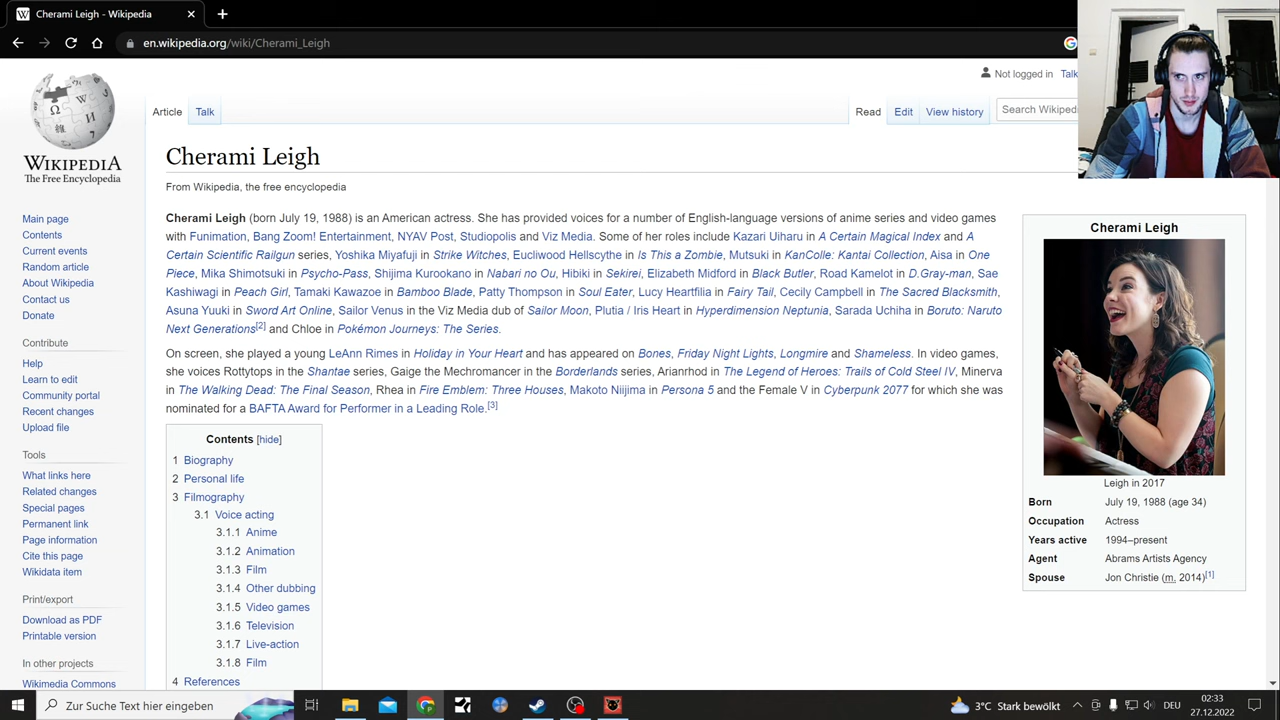 Cherami Leigh - Wikipedia
en.wikipedia.org/wiki/Cherami_Leigh
Not logged in Talk
Article Talk
Read Edit View history
Search Wikiped
WIKIPEDIA
The Free Encyclopedia
Cherami Leigh
From Wikipedia, the free encyclopedia
Main page
Contents
Current events
Random article
About Wikipedia
Contact us
Donate
Contribute
Help
Learn to edit
Community portal
Recent changes
Upload file
Tools
What links here
Related changes
Special pages
Permanent link
Page information
Cite this page
Wikidata item
Print/export
Download as PDF
Printable version
In other projects
Wikimedia Commons
Cherami Leigh (born July 19, 1988) is an American actress. She has provided voices for a number of English-language versions of anime series and video games
with Funimation, Bang Zoom! Entertainment, NYAV Post, Studiopolis and Viz Media. Some of her roles include Kazari Uiharu in A Certain Magical Index and A
Certain Scientific Railgun series, Yoshika Miyafuji in Strike Witches, Eucliwood Hellscythe in Is This a Zombie, Mutsuki in KanColle: Kantai Collection, Aisa in One
Piece, Mika Shimotsuki in Psycho-Pass, Shijima Kurookano in Nabari no Ou, Hibiki in Sekirei, Elizabeth Midford in Black Butler, Road Kamelot in D.Gray-man, Sae
Kashiwagi in Peach Girl, Tamaki Kawazoe in Bamboo Blade, Patty Thompson in Soul Eater, Lucy Heartfilia in Fairy Tail, Cecily Campbell in The Sacred Blacksmith,
Asuna Yuuki in Sword Art Online, Sailor Venus in the Viz Media dub of Sailor Moon, Plutia / Iris Heart in Hyperdimension Neptunia, Sarada Uchiha in Boruto: Naruto
Next Generations[2] and Chloe in Pokémon Journeys: The Series.
On screen, she played a young LeAnn Rimes in Holiday in Your Heart and has appeared on Bones, Friday Night Lights, Longmire and Shameless. In video games,
she voices Rottytops in the Shantae series, Gaige the Mechromancer in the Borderlands series, Arianrhod in The Legend of Heroes: Trails of Cold Steel IV, Minerva
in The Walking Dead: The Final Season, Rhea in Fire Emblem: Three Houses, Makoto Niijima in Persona 5 and the Female V in Cyberpunk 2077 for which she was
nominated for a BAFTA Award for Performer in a Leading Role.[3]
Contents [hide]
1 Biography
2 Personal life
3 Filmography
3.1 Voice acting
3.1.1 Anime
3.1.2 Animation
3.1.3 Film
3.1.4 Other dubbing
3.1.5 Video games
3.1.6 Television
3.1.7 Live-action
3.1.8 Film
4 References
Cherami Leigh
Leigh in 2017
Born July 19, 1988 (age 34)
Occupation Actress
Years active 1994–present
Agent Abrams Artists Agency
Spouse Jon Christie (m. 2014)[1]
Zur Suche Text hier eingeben
3°C Stark bewölkt
DEU
02:33
27.12.2022